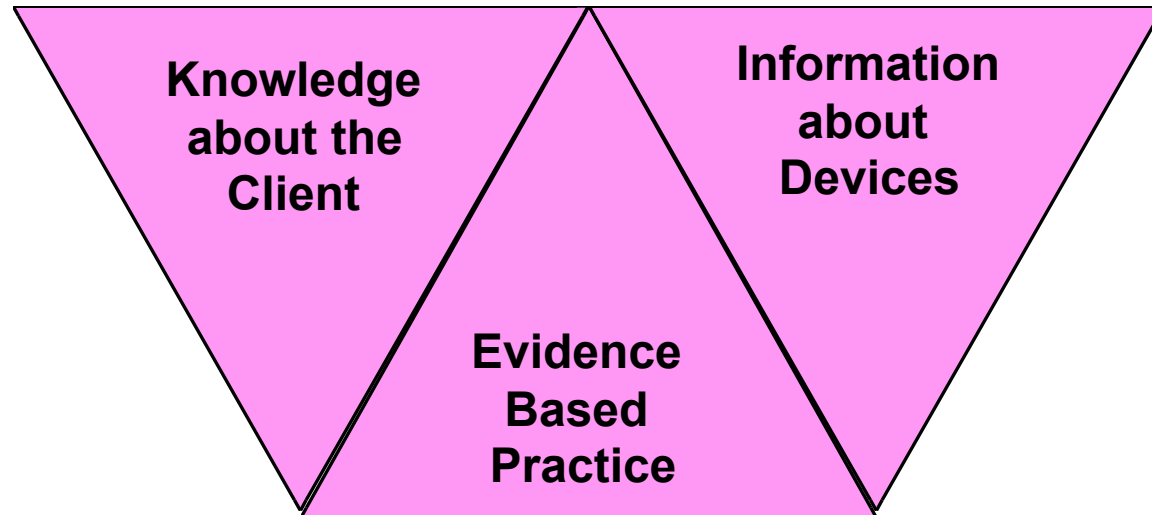 Knowledge
about the
Client
Information
about
Devices
Evidence
Based
Practice